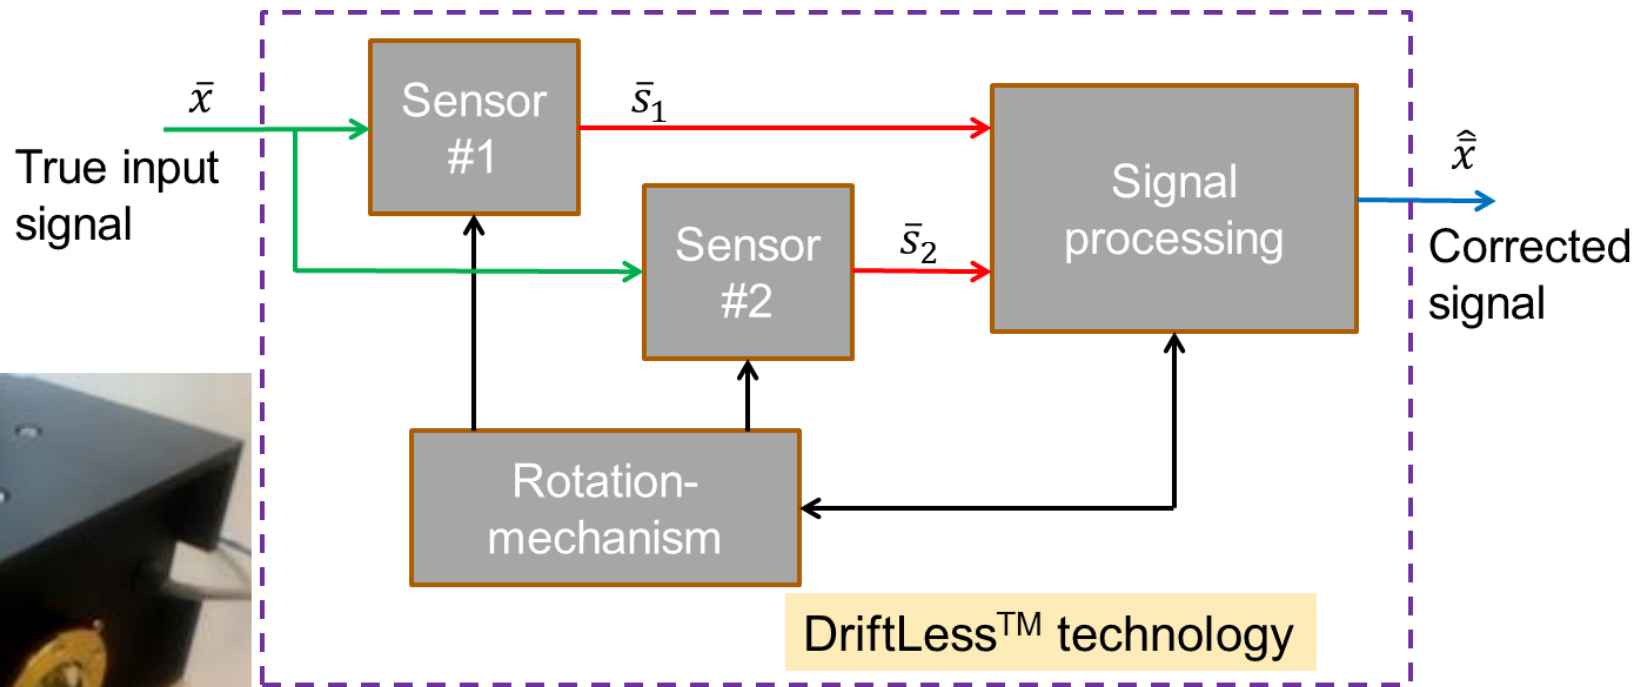 x̄
True input
signal
Sensor
#1
s̄₁
Sensor
#2
s̄₂
Signal
processing
x̄̂
Corrected
signal
Rotation-
mechanism
DriftLess™ technology